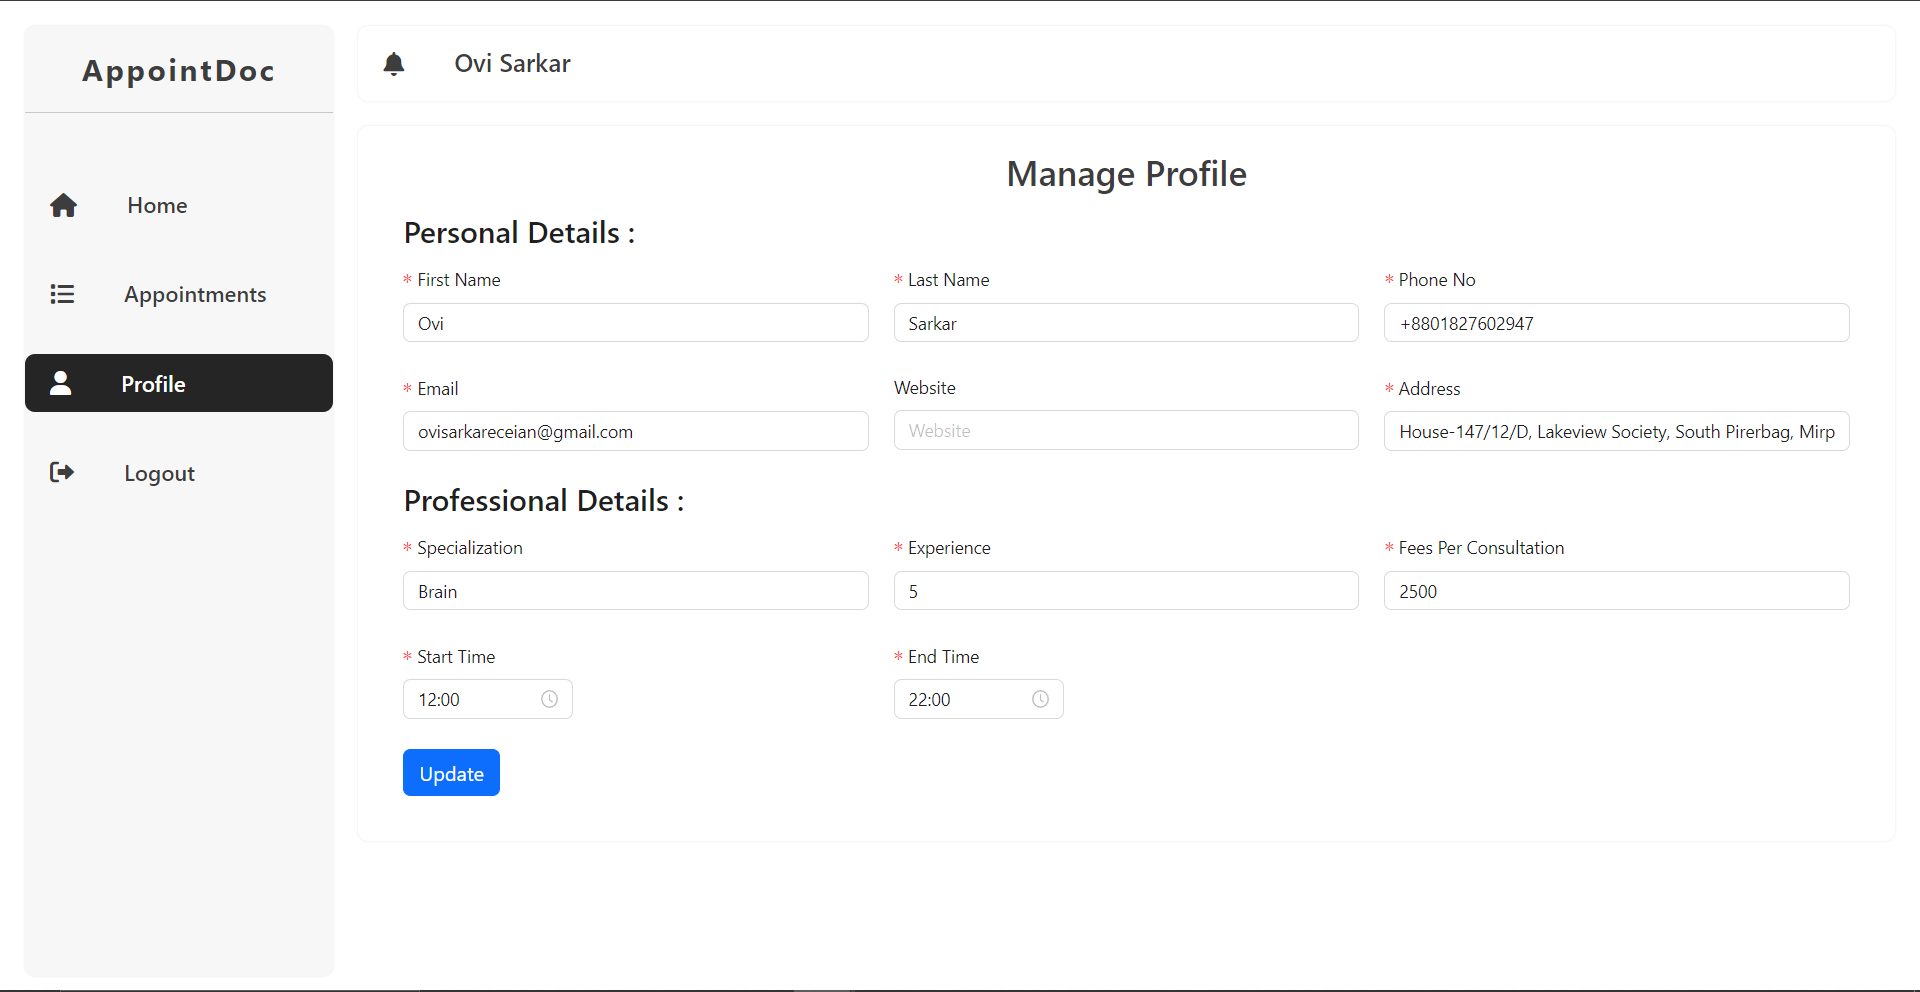 AppointDoc
Home
Appointments
Profile
Logout
Ovi Sarkar
Manage Profile
Personal Details :
* First Name
Ovi
* Last Name
Sarkar
* Phone No
+8801827602947
* Email
ovisarkareceian@gmail.com
Website
Website
* Address
House-147/12/D, Lakeview Society, South Pirerbag, Mirp
Professional Details :
* Specialization
Brain
* Experience
5
* Fees Per Consultation
2500
* Start Time
12:00
* End Time
22:00
Update